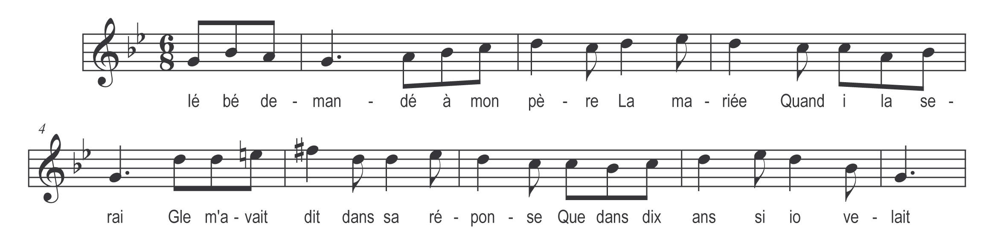 lé bé de - man - dé à mon pè - re La ma - riée Quand i la se -
4
rai Gle m'a - vait dit dans sa ré - pon - se Que dans dix ans si io ve - lait